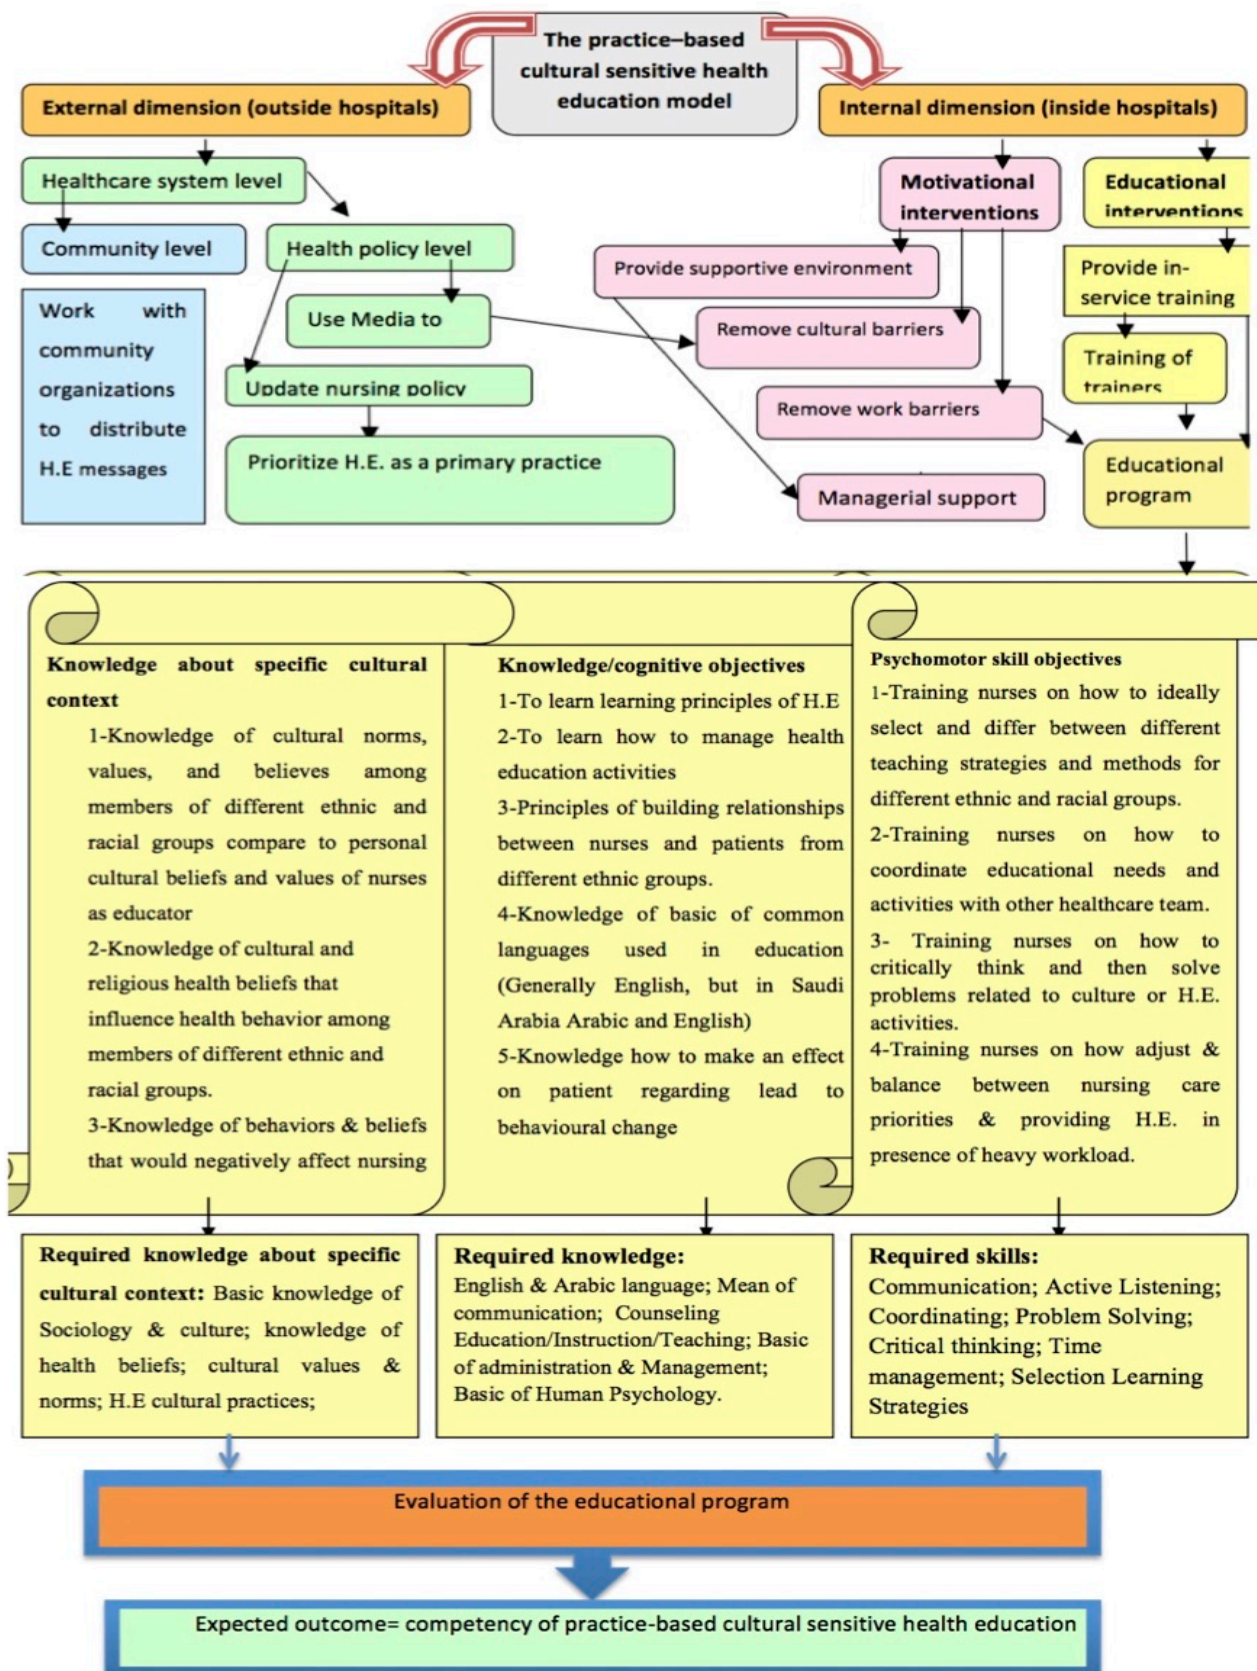 The practice–based
cultural sensitive health
education model
External dimension (outside hospitals)
Internal dimension (inside hospitals)
Healthcare system level
Community level
Work with
community
organizations
to distribute
H.E messages
Health policy level
Use Media to
Update nursing policy
Prioritize H.E. as a primary practice
Motivational
interventions
Provide supportive environment
Remove cultural barriers
Remove work barriers
Managerial support
Educational
interventions
Provide in-
service training
Training of
trainers
Educational
program
Knowledge about specific cultural
context
1-Knowledge of cultural norms,
values, and believes among
members of different ethnic and
racial groups compare to personal
cultural beliefs and values of nurses
as educator
2-Knowledge of cultural and
religious health beliefs that
influence health behavior among
members of different ethnic and
racial groups.
3-Knowledge of behaviors & beliefs
that would negatively affect nursing
Knowledge/cognitive objectives
1-To learn learning principles of H.E
2-To learn how to manage health
education activities
3-Principles of building relationships
between nurses and patients from
different ethnic groups.
4-Knowledge of basic of common
languages used in education
(Generally English, but in Saudi
Arabia Arabic and English)
5-Knowledge how to make an effect
on patient regarding lead to
behavioural change
Psychomotor skill objectives
1-Training nurses on how to ideally
select and differ between different
teaching strategies and methods for
different ethnic and racial groups.
2-Training nurses on how to
coordinate educational needs and
activities with other healthcare team.
3- Training nurses on how to
critically think and then solve
problems related to culture or H.E.
activities.
4-Training nurses on how adjust &
balance between nursing care
priorities & providing H.E. in
presence of heavy workload.
Required knowledge about specific
cultural context: Basic knowledge of
Sociology & culture; knowledge of
health beliefs; cultural values &
norms; H.E cultural practices;
Required knowledge:
English & Arabic language; Mean of
communication; Counseling
Education/Instruction/Teaching; Basic
of administration & Management;
Basic of Human Psychology.
Required skills:
Communication; Active Listening;
Coordinating; Problem Solving;
Critical thinking; Time
management; Selection Learning
Strategies
Evaluation of the educational program
Expected outcome= competency of practice-based cultural sensitive health education